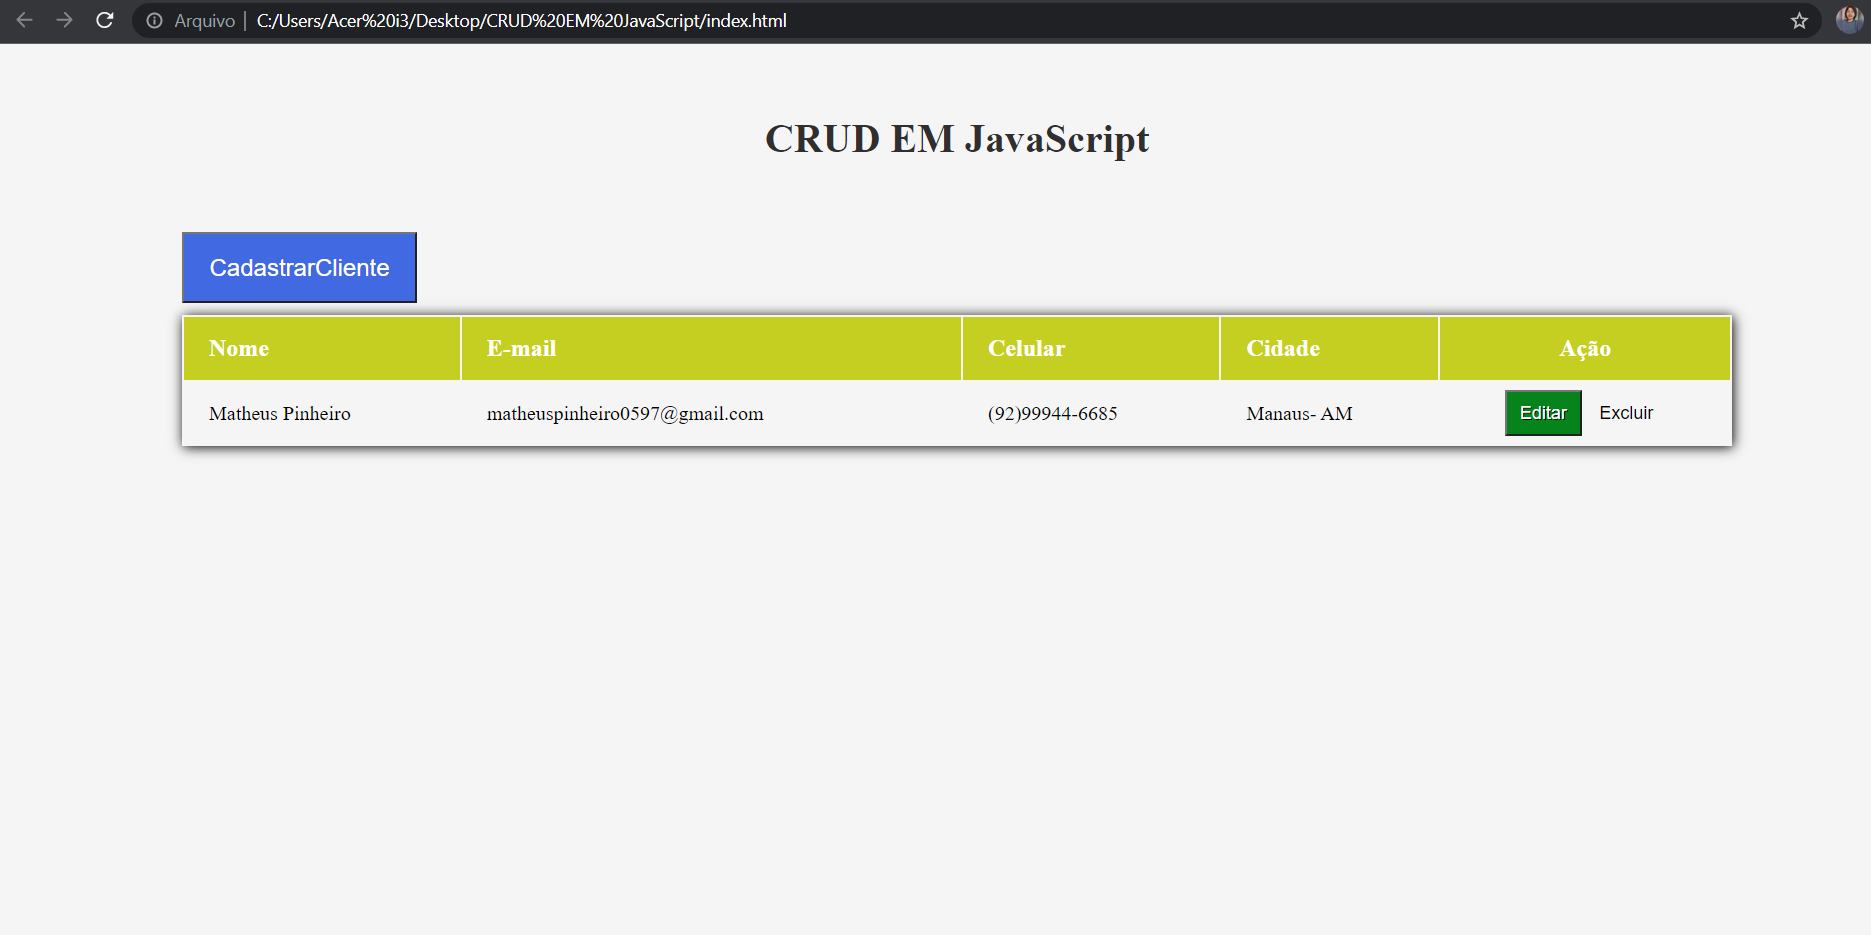 Arquivo | C:/Users/Acer%20i3/Desktop/CRUD%20EM%20JavaScript/index.html
CRUD EM JavaScript
CadastrarCliente
Nome E-mail Celular Cidade Ação
Matheus Pinheiro matheuspinheiro0597@gmail.com (92)99944-6685 Manaus- AM Editar Excluir